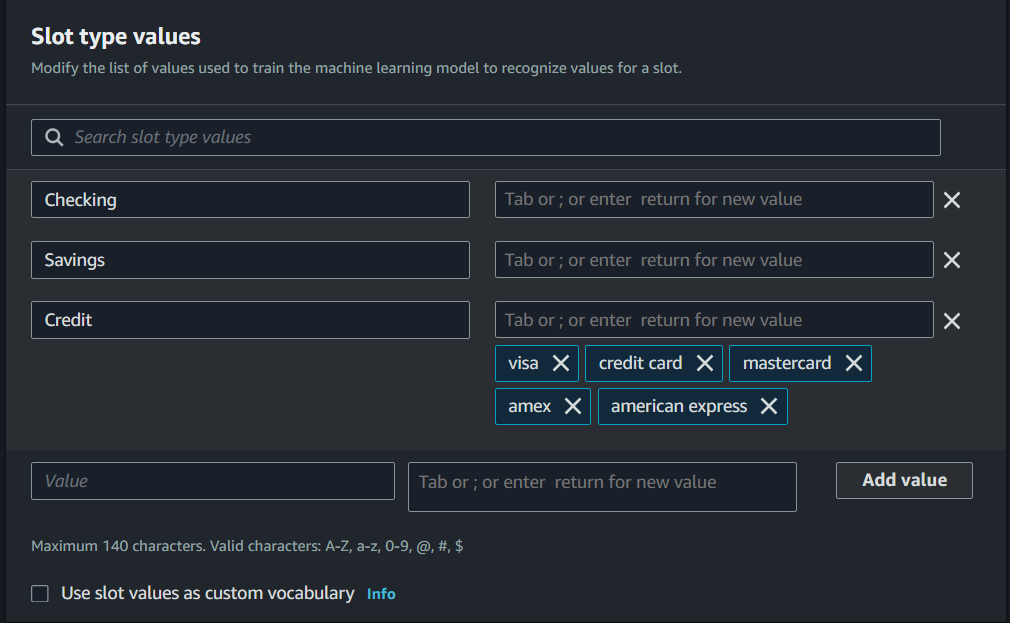 Slot type values
Modify the list of values used to train the machine learning model to recognize values for a slot.
Search slot type values
Checking
Tab or ; or enter return for new value
Savings
Tab or ; or enter return for new value
Credit
Tab or ; or enter return for new value
visa
credit card
mastercard
amex
american express
Value
Tab or ; or enter return for new value
Add value
Maximum 140 characters. Valid characters: A-Z, a-z, 0-9, @, #, $
Use slot values as custom vocabulary Info